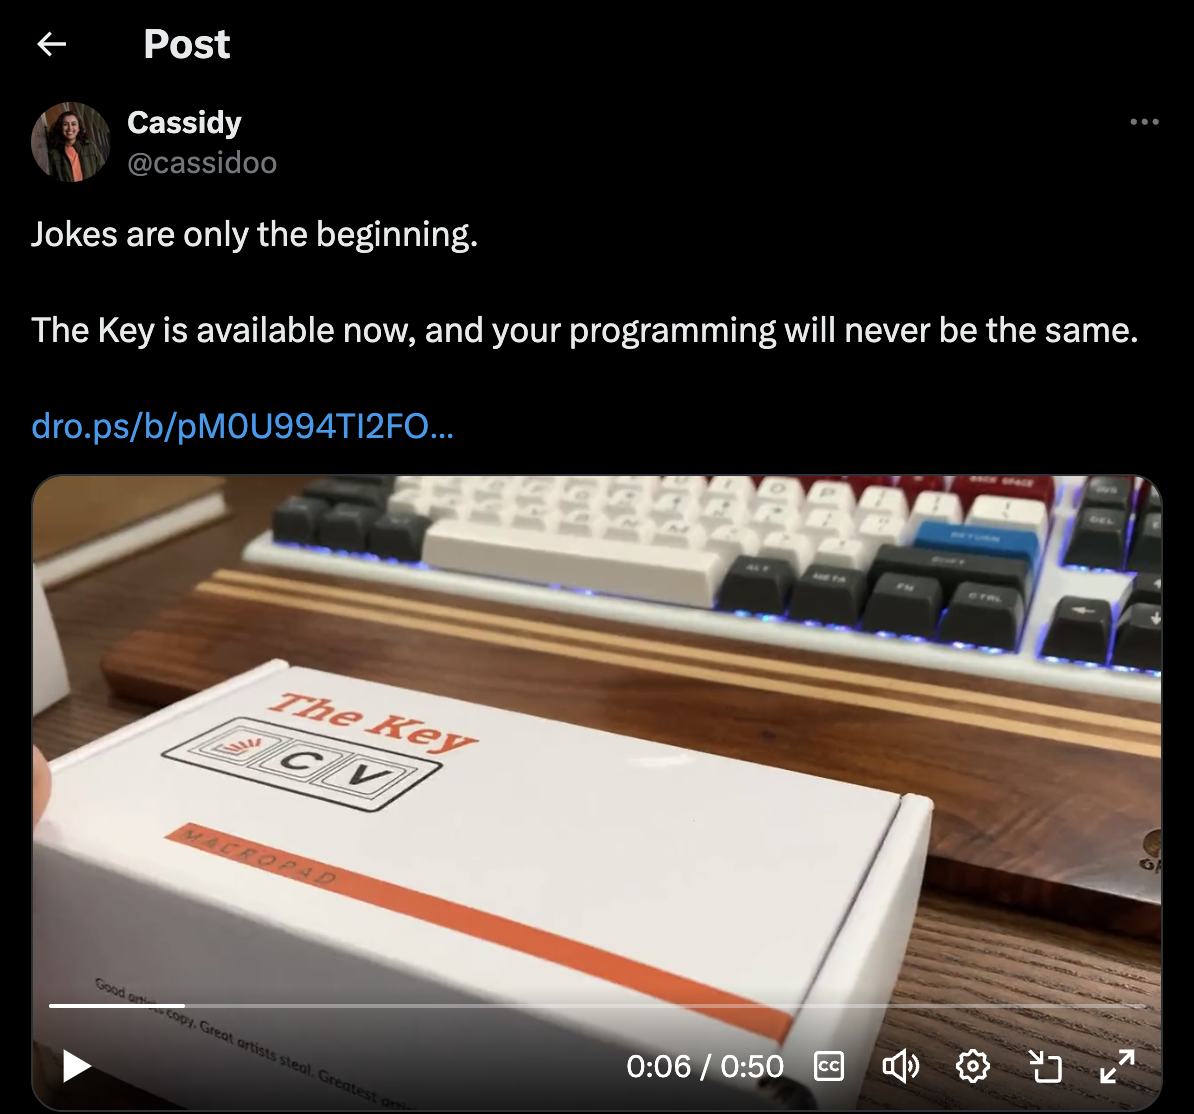 Post
Cassidy
@cassidoo
Jokes are only the beginning.
The Key is available now, and your programming will never be the same.
dro.ps/b/pM0U994TI2FO...
BACK SPACE
DEL
RETURN
SHIFT
ALT
META
FN
CTRL
The Key
C V
MACROPAD
Good artists copy. Great artists steal. Greatest
0:06 / 0:50
CC